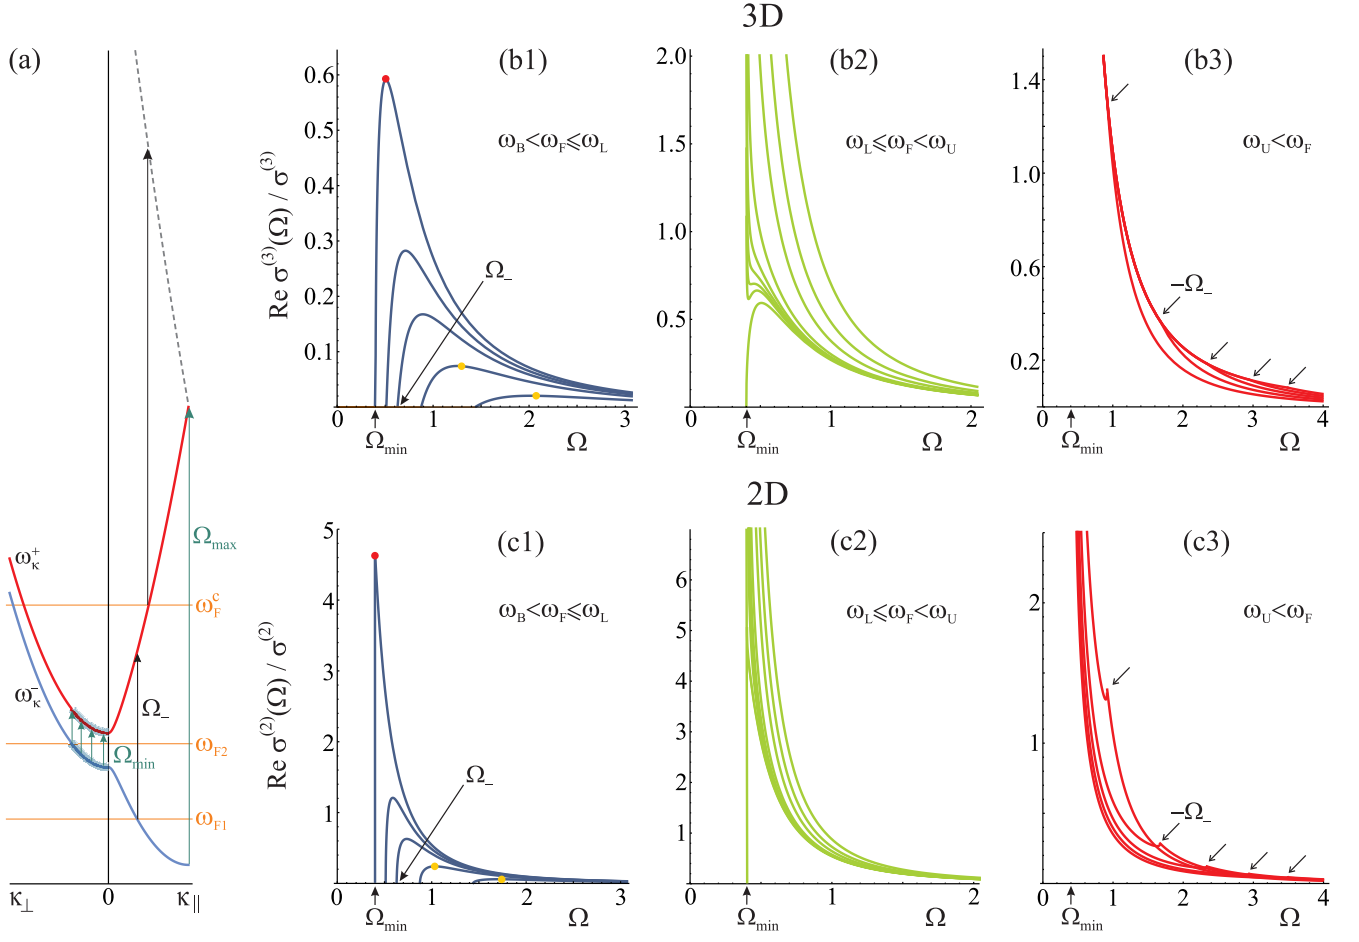 3D
(a)
ω⁺κ
ω⁻κ
Ωmax
ωᶜF
Ω₋
ωF2
Ωmin
ωF1
κ⊥
0
κ∥
(b1)
ωB<ωF⩽ωL
Re σ⁽³⁾(Ω) / σ⁽³⁾
0.6
0.5
0.4
0.3
0.2
0.1
Ω₋
0
1
2
3
Ωmin
Ω
(b2)
ωL⩽ωF<ωU
2.0
1.5
1.0
0.5
0
1
2
Ωmin
Ω
(b3)
ωU<ωF
1.4
1.0
0.6
0.2
−Ω₋
0
0
1
2
3
4
Ωmin
Ω
2D
(c1)
ωB<ωF⩽ωL
Re σ⁽²⁾(Ω) / σ⁽²⁾
5
4
3
2
1
Ω₋
0
1
2
3
Ωmin
Ω
(c2)
ωL⩽ωF<ωU
6
5
4
3
2
1
0
1
2
Ωmin
Ω
(c3)
ωU<ωF
2
1
−Ω₋
0
1
2
3
4
Ωmin
Ω